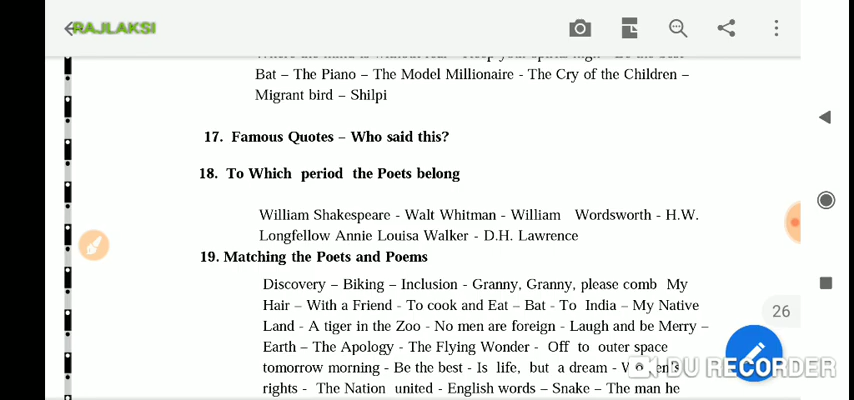 RAJLAKSI
Bat – The Piano – The Model Millionaire - The Cry of the Children –
Migrant bird – Shilpi
17. Famous Quotes – Who said this?
18. To Which period the Poets belong
William Shakespeare - Walt Whitman - William Wordsworth - H.W.
Longfellow Annie Louisa Walker - D.H. Lawrence
19. Matching the Poets and Poems
Discovery – Biking – Inclusion - Granny, Granny, please comb My
Hair – With a Friend - To cook and Eat – Bat - To India – My Native
Land - A tiger in the Zoo - No men are foreign - Laugh and be Merry –
26
Earth – The Apology - The Flying Wonder - Off to outer space
tomorrow morning - Be the best - Is life, but a dream -
rights - The Nation united - English words – Snake – The man he
DU RECORDER